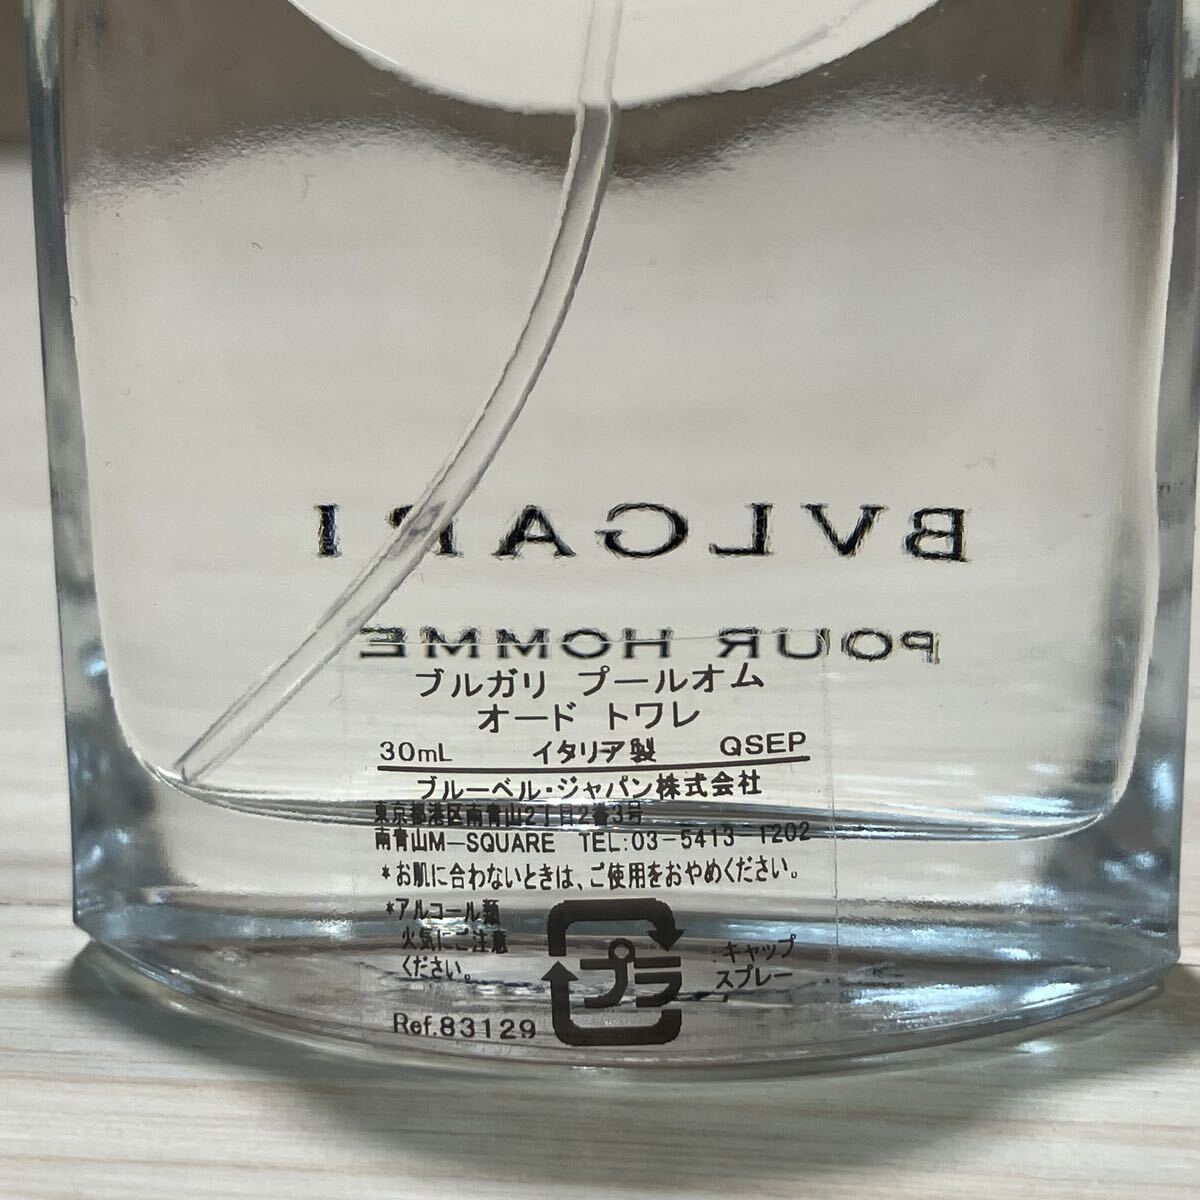 BVLGARI
POUR HOMME
ブルガリ プールオム
オード トワレ
30mL イタリア製 QSEP
ブルーベル・ジャパン株式会社
東京都港区南青山2丁目2番3号
南青山M-SQUARE TEL:03-5413-1202
*お肌に合わないときは、ご使用をおやめください。
*アルコール類
火気にご注意
ください。
プラ
:キャップ
スプレー
Ref.83129